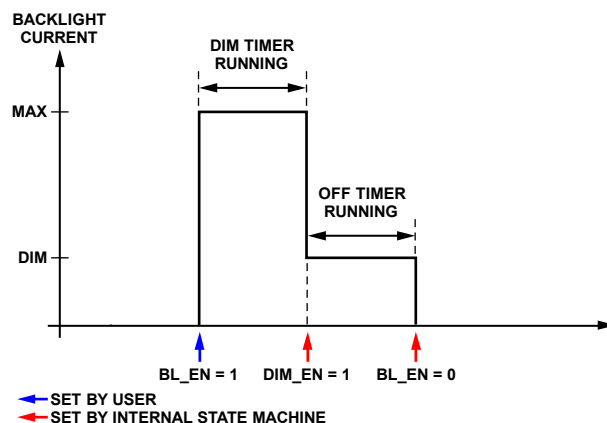 BACKLIGHT
CURRENT
DIM TIMER
RUNNING
MAX
OFF TIMER
RUNNING
DIM
BL_EN = 1 DIM_EN = 1 BL_EN = 0
SET BY USER
SET BY INTERNAL STATE MACHINE